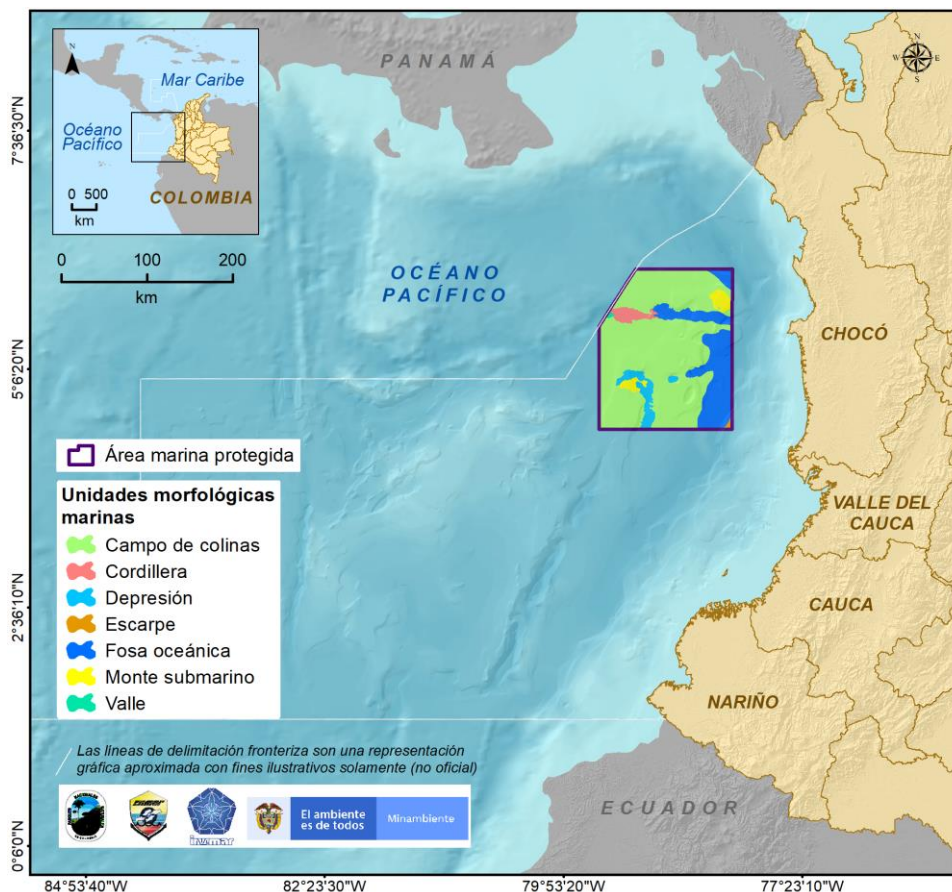 PANAMÁ
N
Mar Caribe
Océano
Pacífico
0 500
km
COLOMBIA
N
W E
S
0 100 200
km
OCÉANO
PACÍFICO
CHOCÓ
VALLE DEL
CAUCA
CAUCA
NARIÑO
ECUADOR
Área marina protegida
Unidades morfológicas
marinas
Campo de colinas
Cordillera
Depresión
Escarpe
Fosa oceánica
Monte submarino
Valle
Las líneas de delimitación fronteriza son una representación
gráfica aproximada con fines ilustrativos solamente (no oficial)
invemar
El ambiente
es de todos
Minambiente
7°36'30"N
5°6'20"N
2°36'10"N
0°6'0"N
84°53'40"W
82°23'30"W
79°53'20"W
77°23'10"W